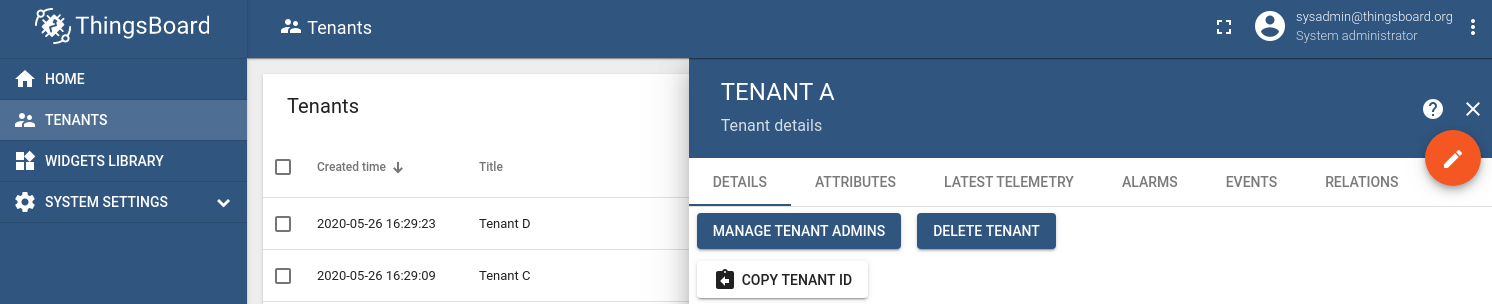 ThingsBoard
Tenants
sysadmin@thingsboard.org
System administrator
HOME
TENANTS
WIDGETS LIBRARY
SYSTEM SETTINGS
Tenants
Created time Title
2020-05-26 16:29:23 Tenant D
2020-05-26 16:29:09 Tenant C
TENANT A
Tenant details
DETAILS ATTRIBUTES LATEST TELEMETRY ALARMS EVENTS RELATIONS
MANAGE TENANT ADMINS DELETE TENANT
COPY TENANT ID